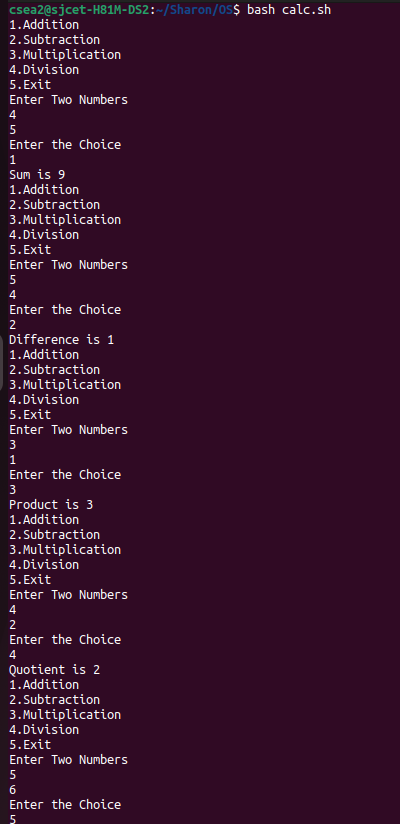 csea2@sjcet-H81M-DS2:~/Sharon/OS$ bash calc.sh
1.Addition
2.Subtraction
3.Multiplication
4.Division
5.Exit
Enter Two Numbers
4
5
Enter the Choice
1
Sum is 9
1.Addition
2.Subtraction
3.Multiplication
4.Division
5.Exit
Enter Two Numbers
5
4
Enter the Choice
2
Difference is 1
1.Addition
2.Subtraction
3.Multiplication
4.Division
5.Exit
Enter Two Numbers
3
1
Enter the Choice
3
Product is 3
1.Addition
2.Subtraction
3.Multiplication
4.Division
5.Exit
Enter Two Numbers
4
2
Enter the Choice
4
Quotient is 2
1.Addition
2.Subtraction
3.Multiplication
4.Division
5.Exit
Enter Two Numbers
5
6
Enter the Choice
5